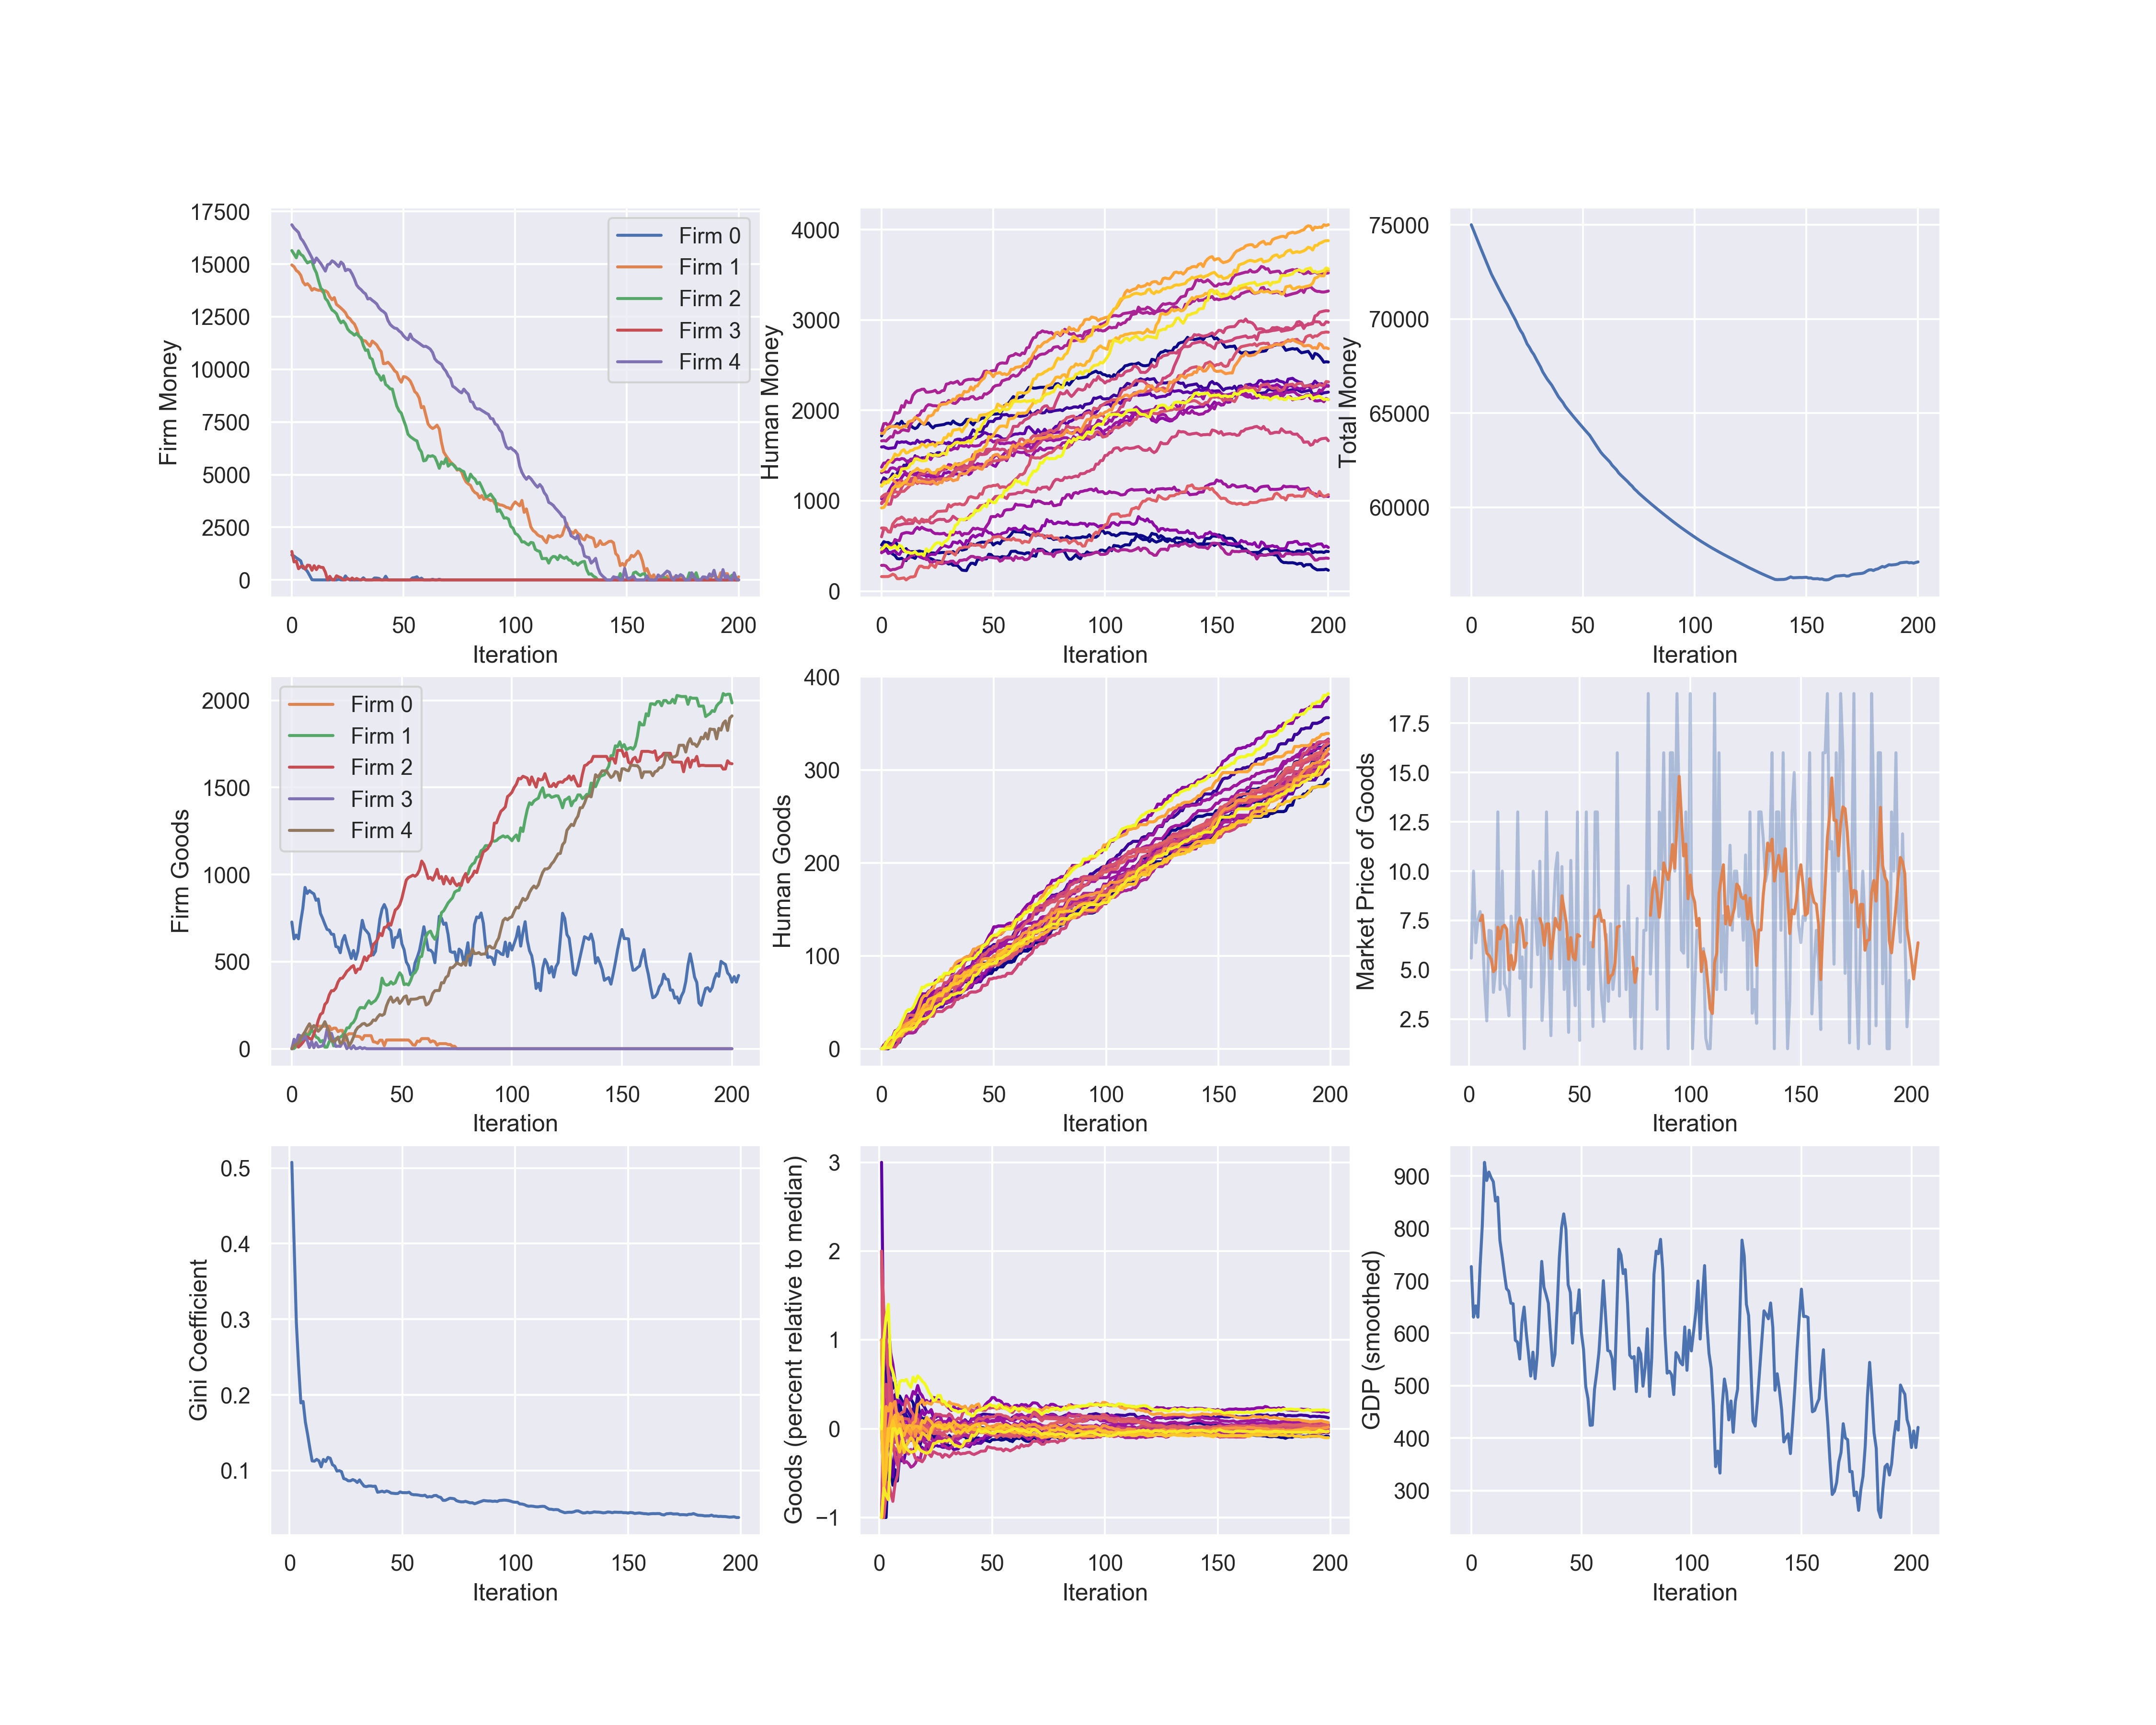 17500
15000
12500
10000
7500
5000
2500
0
Firm Money
Firm 0
Firm 1
Firm 2
Firm 3
Firm 4
0 50 100 150 200
Iteration
4000
3000
2000
1000
0
Human Money
0 50 100 150 200
Iteration
75000
70000
65000
60000
Total Money
0 50 100 150 200
Iteration
2000
1500
1000
500
0
Firm Goods
Firm 0
Firm 1
Firm 2
Firm 3
Firm 4
0 50 100 150 200
Iteration
400
300
200
100
0
Human Goods
0 50 100 150 200
Iteration
17.5
15.0
12.5
10.0
7.5
5.0
2.5
Market Price of Goods
0 50 100 150 200
Iteration
0.5
0.4
0.3
0.2
0.1
Gini Coefficient
0 50 100 150 200
Iteration
3
2
1
0
−1
Goods (percent relative to median)
0 50 100 150 200
Iteration
900
800
700
600
500
400
300
GDP (smoothed)
0 50 100 150 200
Iteration